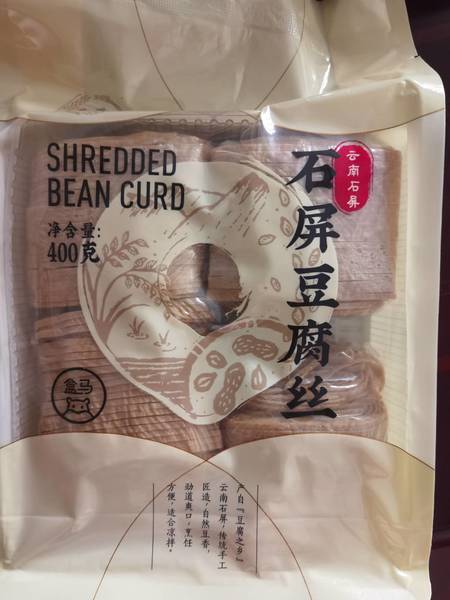 SHREDDED
BEAN CURD
净含量:
400克
石屏豆腐丝
云南石屏
盒马
产自『豆腐之乡』
云南石屏,传统手工
匠造,自然豆香,
劲道爽口,烹饪
方便,适合凉拌。